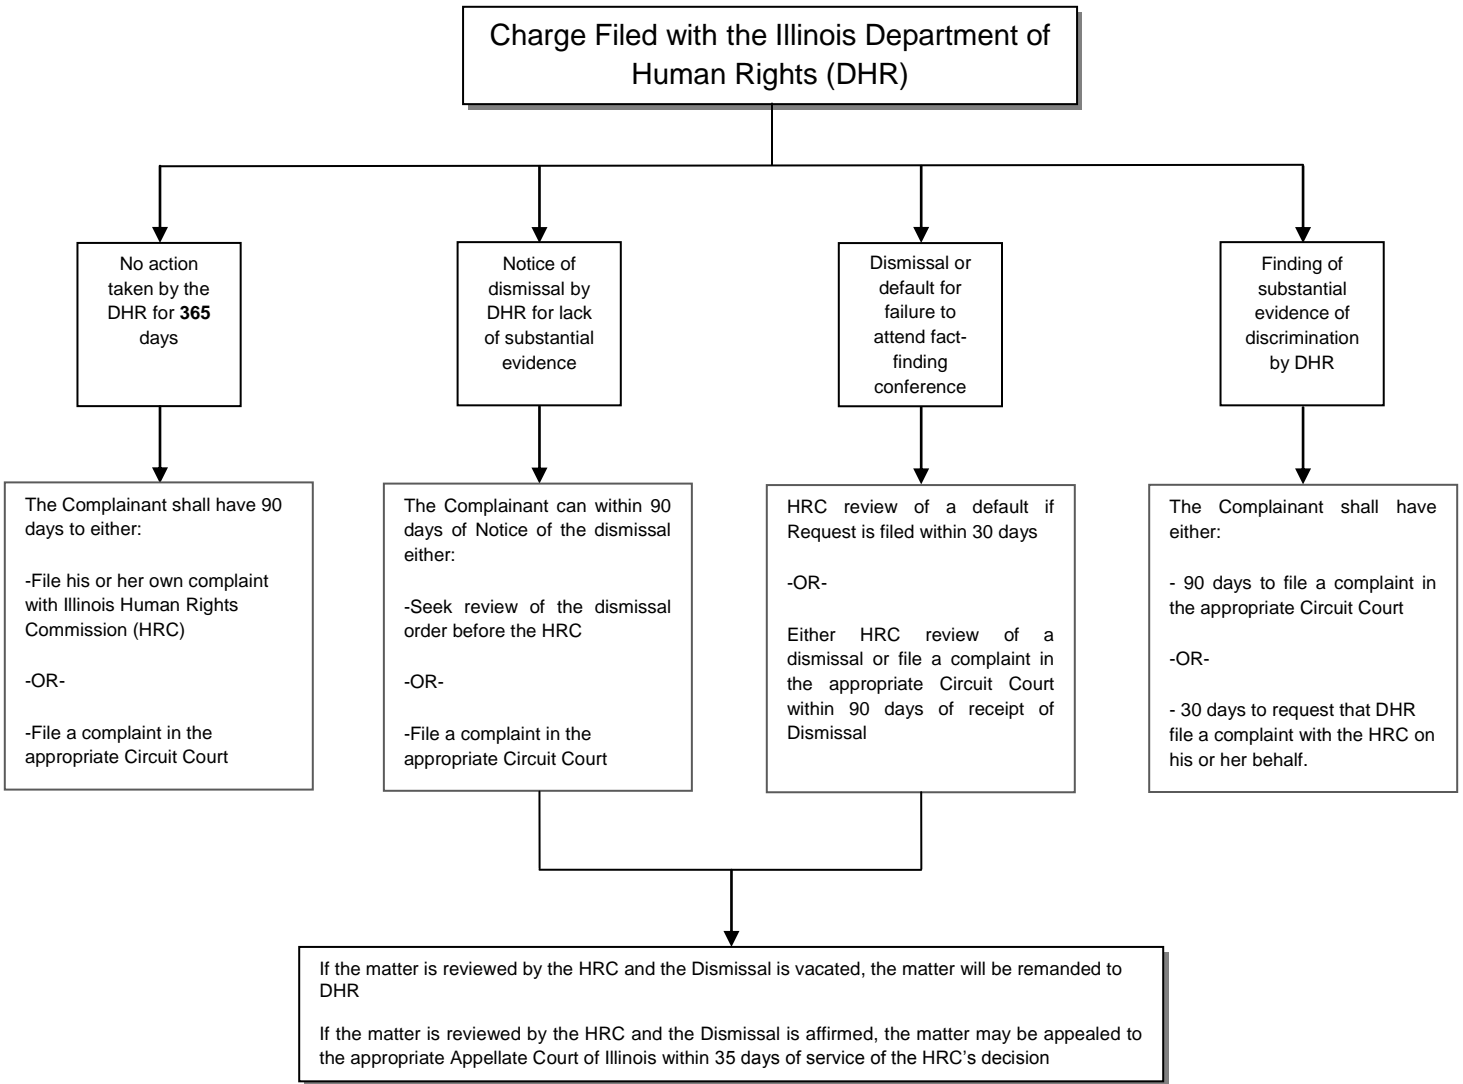 Charge Filed with the Illinois Department of
Human Rights (DHR)
No action
taken by the
DHR for 365
days
Notice of
dismissal by
DHR for lack
of substantial
evidence
Dismissal or
default for
failure to
attend fact-
finding
conference
Finding of
substantial
evidence of
discrimination
by DHR
The Complainant shall have 90
days to either:
-File his or her own complaint
with Illinois Human Rights
Commission (HRC)
-OR-
-File a complaint in the
appropriate Circuit Court
The Complainant can within 90
days of Notice of the dismissal
either:
-Seek review of the dismissal
order before the HRC
-OR-
-File a complaint in the
appropriate Circuit Court
HRC review of a default if
Request is filed within 30 days
-OR-
Either HRC review of a
dismissal or file a complaint in
the appropriate Circuit Court
within 90 days of receipt of
Dismissal
The Complainant shall have
either:
- 90 days to file a complaint in
the appropriate Circuit Court
-OR-
- 30 days to request that DHR
file a complaint with the HRC on
his or her behalf.
If the matter is reviewed by the HRC and the Dismissal is vacated, the matter will be remanded to
DHR
If the matter is reviewed by the HRC and the Dismissal is affirmed, the matter may be appealed to
the appropriate Appellate Court of Illinois within 35 days of service of the HRC's decision